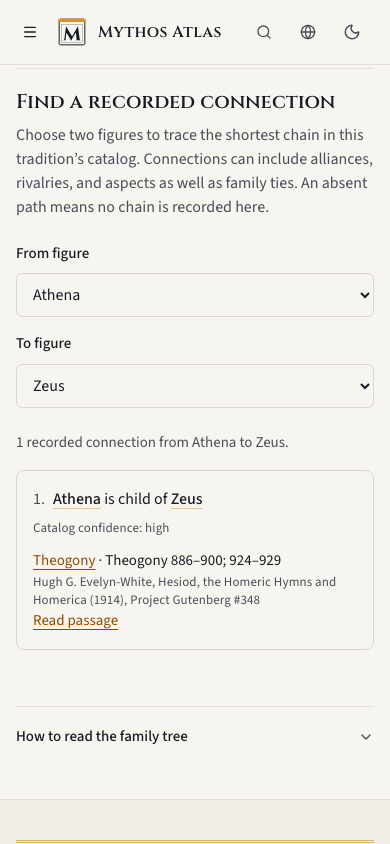 M MYTHOS ATLAS
FIND A RECORDED CONNECTION
Choose two figures to trace the shortest chain in this
tradition’s catalog. Connections can include alliances,
rivalries, and aspects as well as family ties. An absent
path means no chain is recorded here.
From figure
Athena
To figure
Zeus
1 recorded connection from Athena to Zeus.
1. Athena is child of Zeus
Catalog confidence: high
Theogony · Theogony 886–900; 924–929
Hugh G. Evelyn-White, Hesiod, the Homeric Hymns and
Homerica (1914), Project Gutenberg #348
Read passage
How to read the family tree